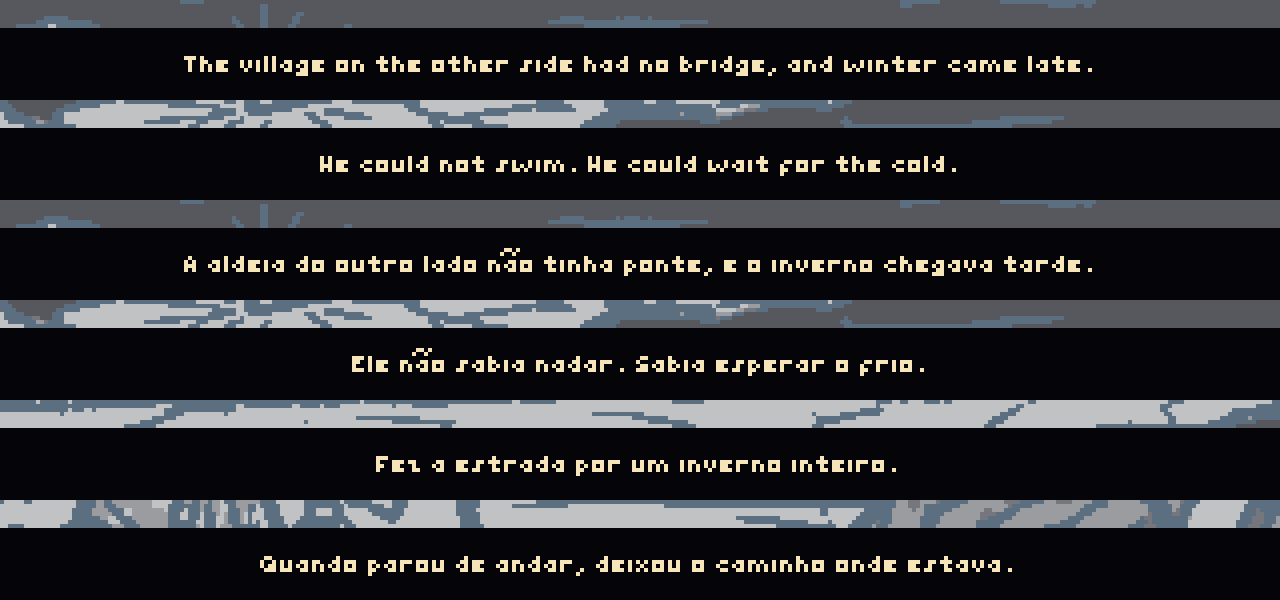 The village on the other side had no bridge, and winter came late.
He could not swim. He could wait for the cold.
A aldeia do outro lado não tinha ponte, e o inverno chegava tarde.
Ele não sabia nadar. Sabia esperar o frio.
Fez a estrada por um inverno inteiro.
Quando parou de andar, deixou o caminho onde estava.